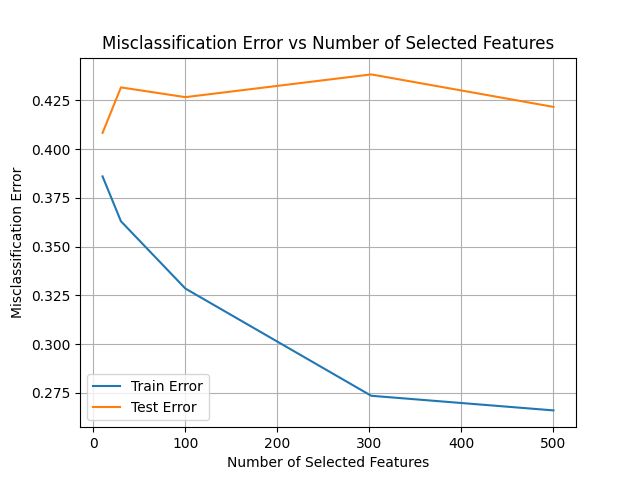 Misclassification Error vs Number of Selected Features
Misclassification Error
0.425
0.400
0.375
0.350
0.325
0.300
0.275
Train Error
Test Error
0 100 200 300 400 500
Number of Selected Features